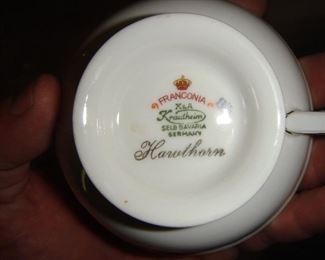 FRANCONIA
K&A
Krautheim
SELB BAVARIA
GERMANY
Hawthorn